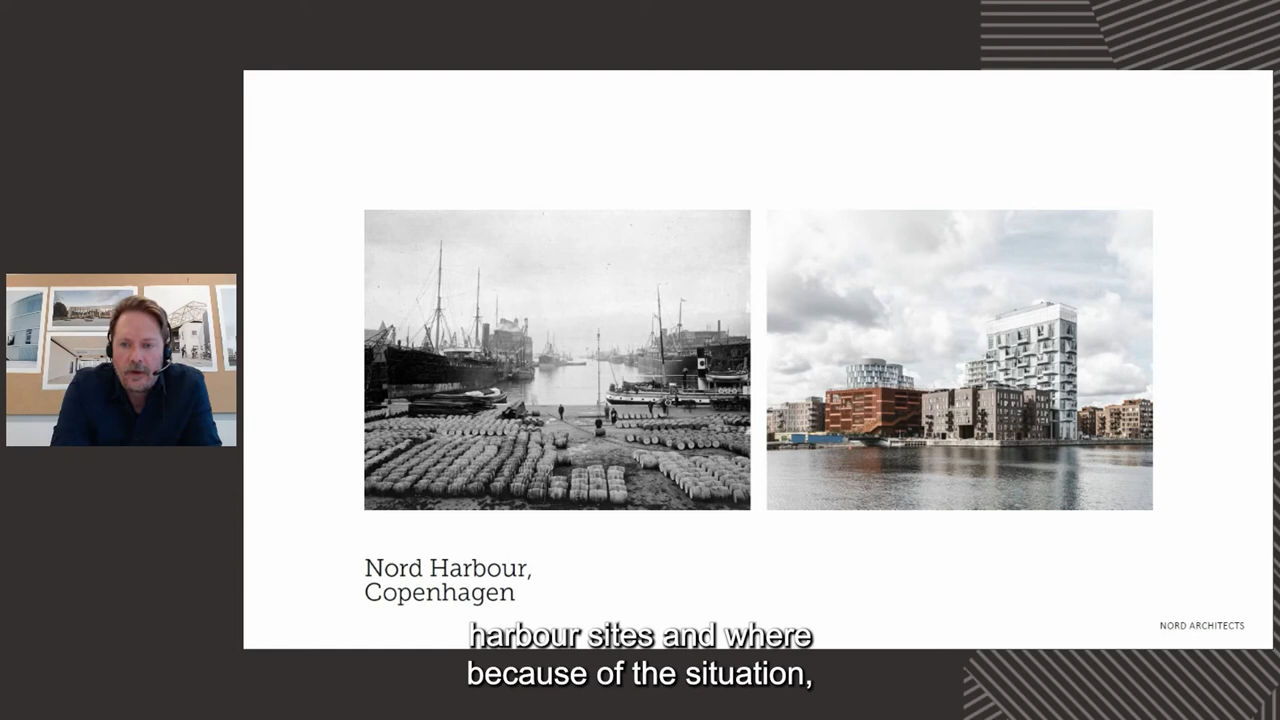 Nord Harbour,
Copenhagen
NORD ARCHITECTS
harbour sites and where
because of the situation,